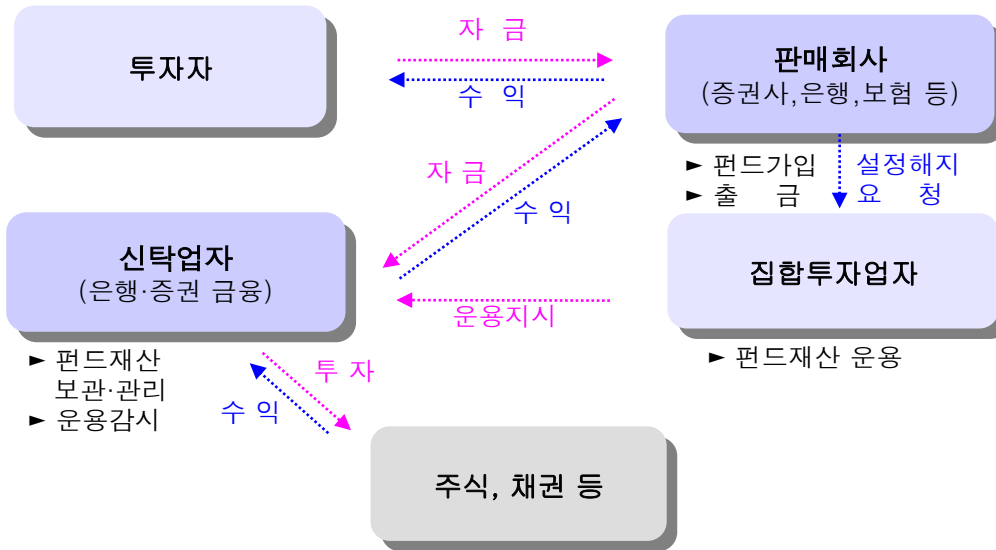 투자자
자 금
수 익
판매회사
(증권사,은행,보험 등)
► 펀드가입
► 출 금
설정해지
요 청
자 금
수 익
신탁업자
(은행·증권 금융)
집합투자업자
운용지시
► 펀드재산
보관·관리
► 운용감시
► 펀드재산 운용
투 자
수 익
주식, 채권 등